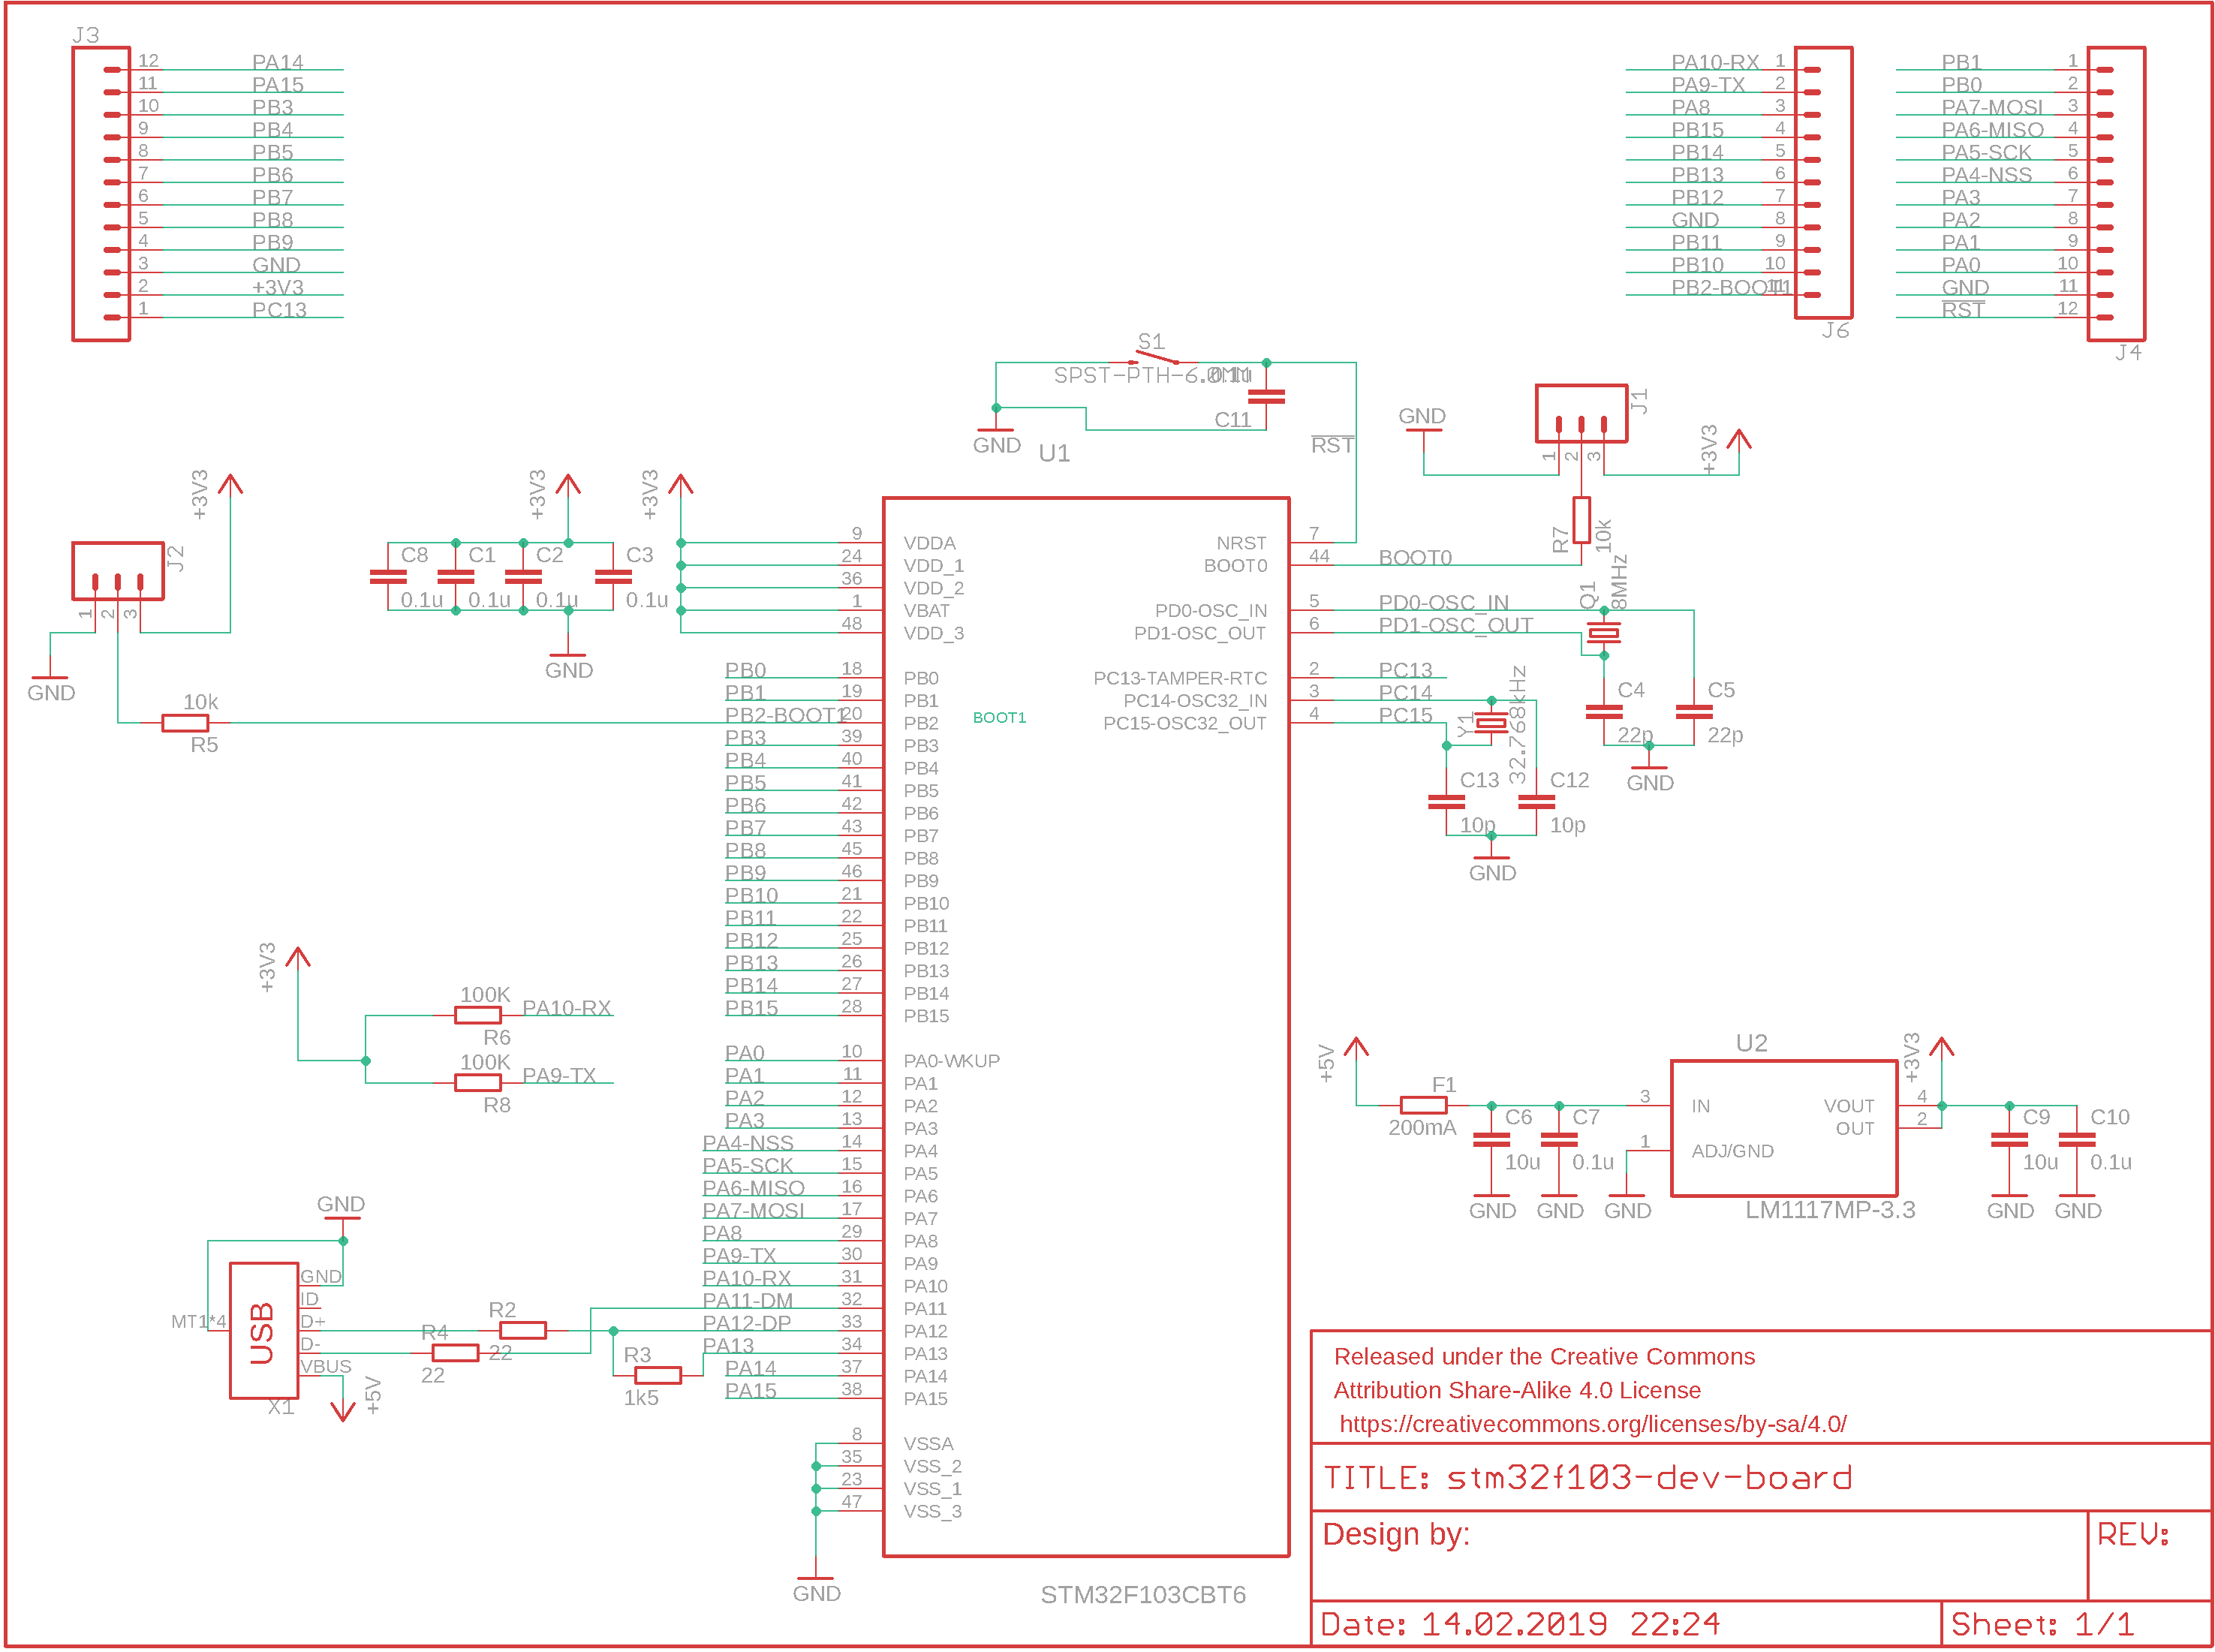 J3
12 PA14
11 PA15
10 PB3
9 PB4
8 PB5
7 PB6
6 PB7
5 PB8
4 PB9
3 GND
2 +3V3
1 PC13
PA10-RX 1
PA9-TX 2
PA8 3
PB15 4
PB14 5
PB13 6
PB12 7
GND 8
PB11 9
PB10 10
PB2-BOOT1 11
J6
PB1 1
PB0 2
PA7-MOSI 3
PA6-MISO 4
PA5-SCK 5
PA4-NSS 6
PA3 7
PA2 8
PA1 9
PA0 10
GND 11
RST 12
J4
S1
SPST-PTH-6.0MM
0.1u
C11
GND
RST
GND
J1
1 2 3
+3V3
R7
10k
+3V3
J2
1 2 3
GND
10k
R5
+3V3
C8 C1 C2 C3
0.1u 0.1u 0.1u 0.1u
GND
+3V3
U1
9 VDDA
24 VDD_1
36 VDD_2
1 VBAT
48 VDD_3
PB0 18 PB0
PB1 19 PB1
PB2-BOOT1 20 PB2 BOOT1
PB3 39 PB3
PB4 40 PB4
PB5 41 PB5
PB6 42 PB6
PB7 43 PB7
PB8 45 PB8
PB9 46 PB9
PB10 21 PB10
PB11 22 PB11
PB12 25 PB12
PB13 26 PB13
PB14 27 PB14
PB15 28 PB15
PA0 10 PA0-WKUP
PA1 11 PA1
PA2 12 PA2
PA3 13 PA3
PA4-NSS 14 PA4
PA5-SCK 15 PA5
PA6-MISO 16 PA6
PA7-MOSI 17 PA7
PA8 29 PA8
PA9-TX 30 PA9
PA10-RX 31 PA10
PA11-DM 32 PA11
PA12-DP 33 PA12
PA13 34 PA13
PA14 37 PA14
PA15 38 PA15
8 VSSA
35 VSS_2
23 VSS_1
47 VSS_3
GND
STM32F103CBT6
NRST 7
BOOT0 44 BOOT0
PD0-OSC_IN 5 PD0-OSC_IN
PD1-OSC_OUT 6 PD1-OSC_OUT
PC13-TAMPER-RTC 2 PC13
PC14-OSC32_IN 3 PC14
PC15-OSC32_OUT 4 PC15
Q1
8MHz
C4 C5
22p 22p
GND
Y1
32.768kHz
C13 C12
10p 10p
GND
+3V3
100K
R6
PA10-RX
100K
R8
PA9-TX
GND
GND
ID
D+
D-
VBUS
MT1*4
USB
X1
+5V
R2
22
R4
22
R3
1k5
+5V
F1
200mA
C6 C7
10u 0.1u
GND GND GND
U2
3 IN
1 ADJ/GND
VOUT 4
OUT 2
LM1117MP-3.3
+3V3
C9 C10
10u 0.1u
GND GND
Released under the Creative Commons
Attribution Share-Alike 4.0 License
https://creativecommons.org/licenses/by-sa/4.0/
TITLE: stm32f103-dev-board
Design by:
REV:
Date: 14.02.2019 22:24
Sheet: 1/1